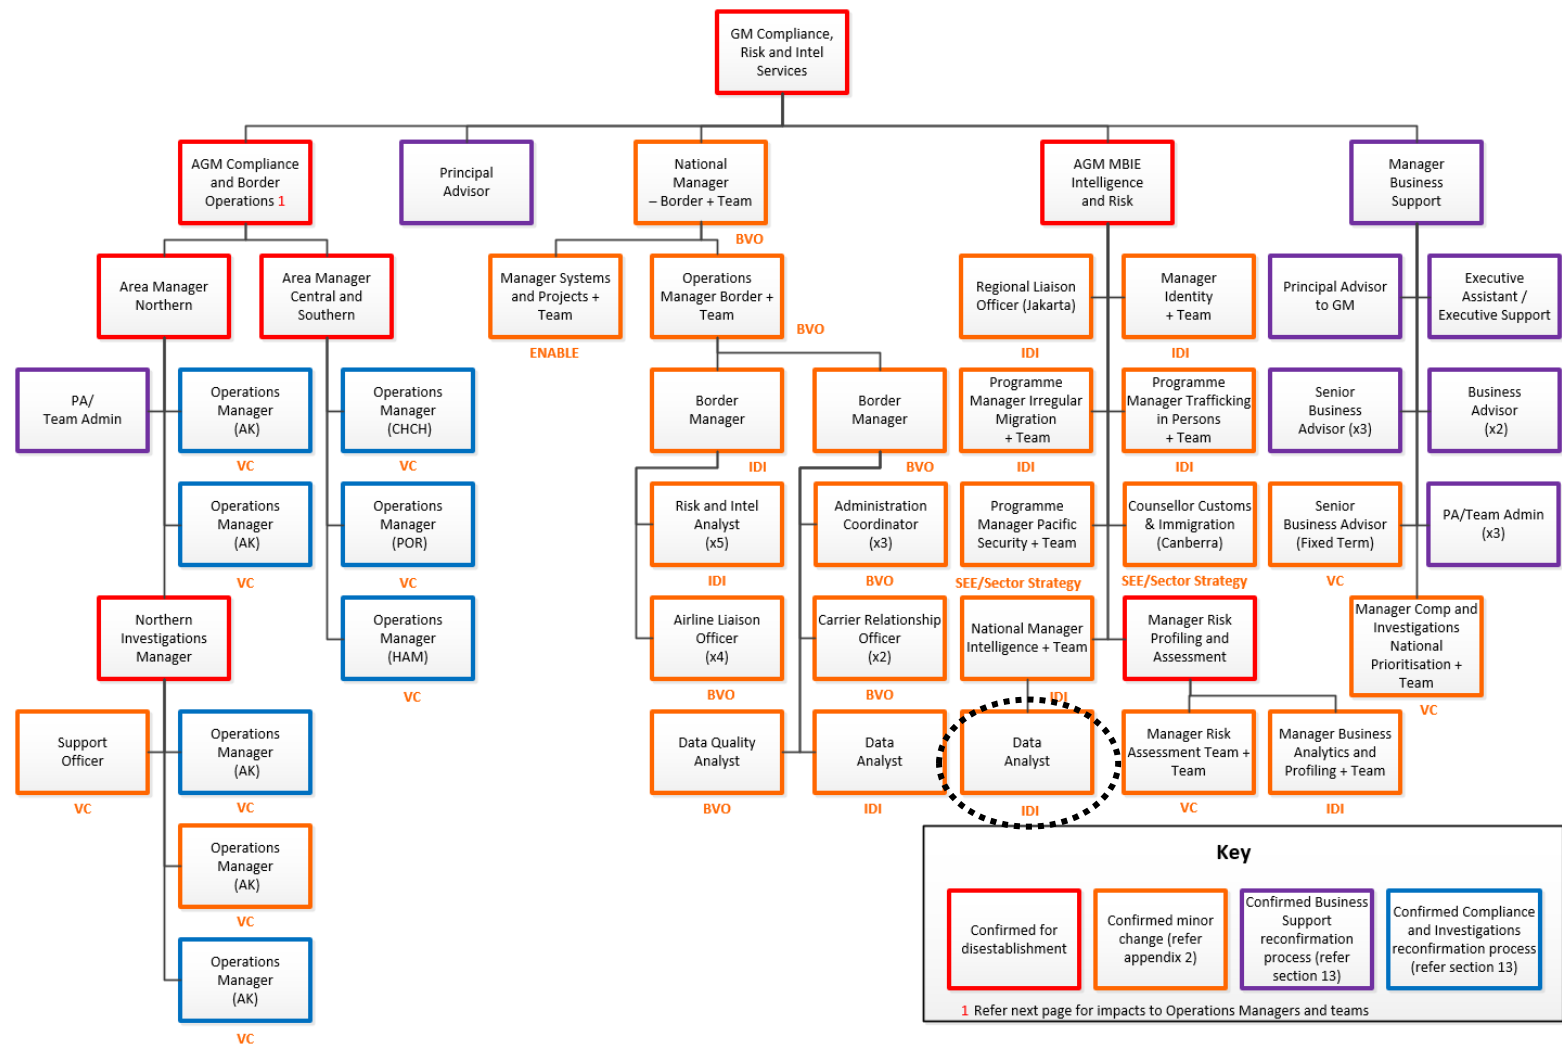 GM Compliance,
Risk and Intel
Services
AGM Compliance
and Border
Operations 1
Principal
Advisor
National
Manager
– Border + Team
BVO
AGM MBIE
Intelligence
and Risk
Manager
Business
Support
Area Manager
Northern
Area Manager
Central and
Southern
Manager Systems
and Projects +
Team
ENABLE
Operations
Manager Border +
Team
BVO
Regional Liaison
Officer (Jakarta)
IDI
Manager
Identity
+ Team
IDI
Principal Advisor
to GM
Executive
Assistant /
Executive Support
PA/
Team Admin
Operations
Manager
(AK)
VC
Operations
Manager
(CHCH)
VC
Border
Manager
IDI
Border
Manager
BVO
Programme
Manager Irregular
Migration
+ Team
IDI
Programme
Manager Trafficking
in Persons
+ Team
IDI
Senior
Business
Advisor (x3)
Business
Advisor
(x2)
Operations
Manager
(AK)
VC
Operations
Manager
(POR)
VC
Risk and Intel
Analyst
(x5)
IDI
Administration
Coordinator
(x3)
BVO
Programme
Manager Pacific
Security + Team
SEE/Sector Strategy
Counsellor Customs
& Immigration
(Canberra)
SEE/Sector Strategy
Senior
Business Advisor
(Fixed Term)
VC
PA/Team Admin
(x3)
Northern
Investigations
Manager
Operations
Manager
(HAM)
VC
Airline Liaison
Officer
(x4)
BVO
Carrier Relationship
Officer
(x2)
BVO
National Manager
Intelligence + Team
IDI
Manager Risk
Profiling and
Assessment
Manager Comp and
Investigations
National
Prioritisation +
Team
VC
Support
Officer
VC
Operations
Manager
(AK)
VC
Data Quality
Analyst
BVO
Data
Analyst
IDI
Data
Analyst
IDI
Manager Risk
Assessment Team +
Team
VC
Manager Business
Analytics and
Profiling + Team
IDI
Operations
Manager
(AK)
VC
Operations
Manager
(AK)
VC
Key
Confirmed for
disestablishment
Confirmed minor
change (refer
appendix 2)
Confirmed Business
Support
reconfirmation
process (refer
section 13)
Confirmed Compliance
and Investigations
reconfirmation process
(refer section 13)
1 Refer next page for impacts to Operations Managers and teams